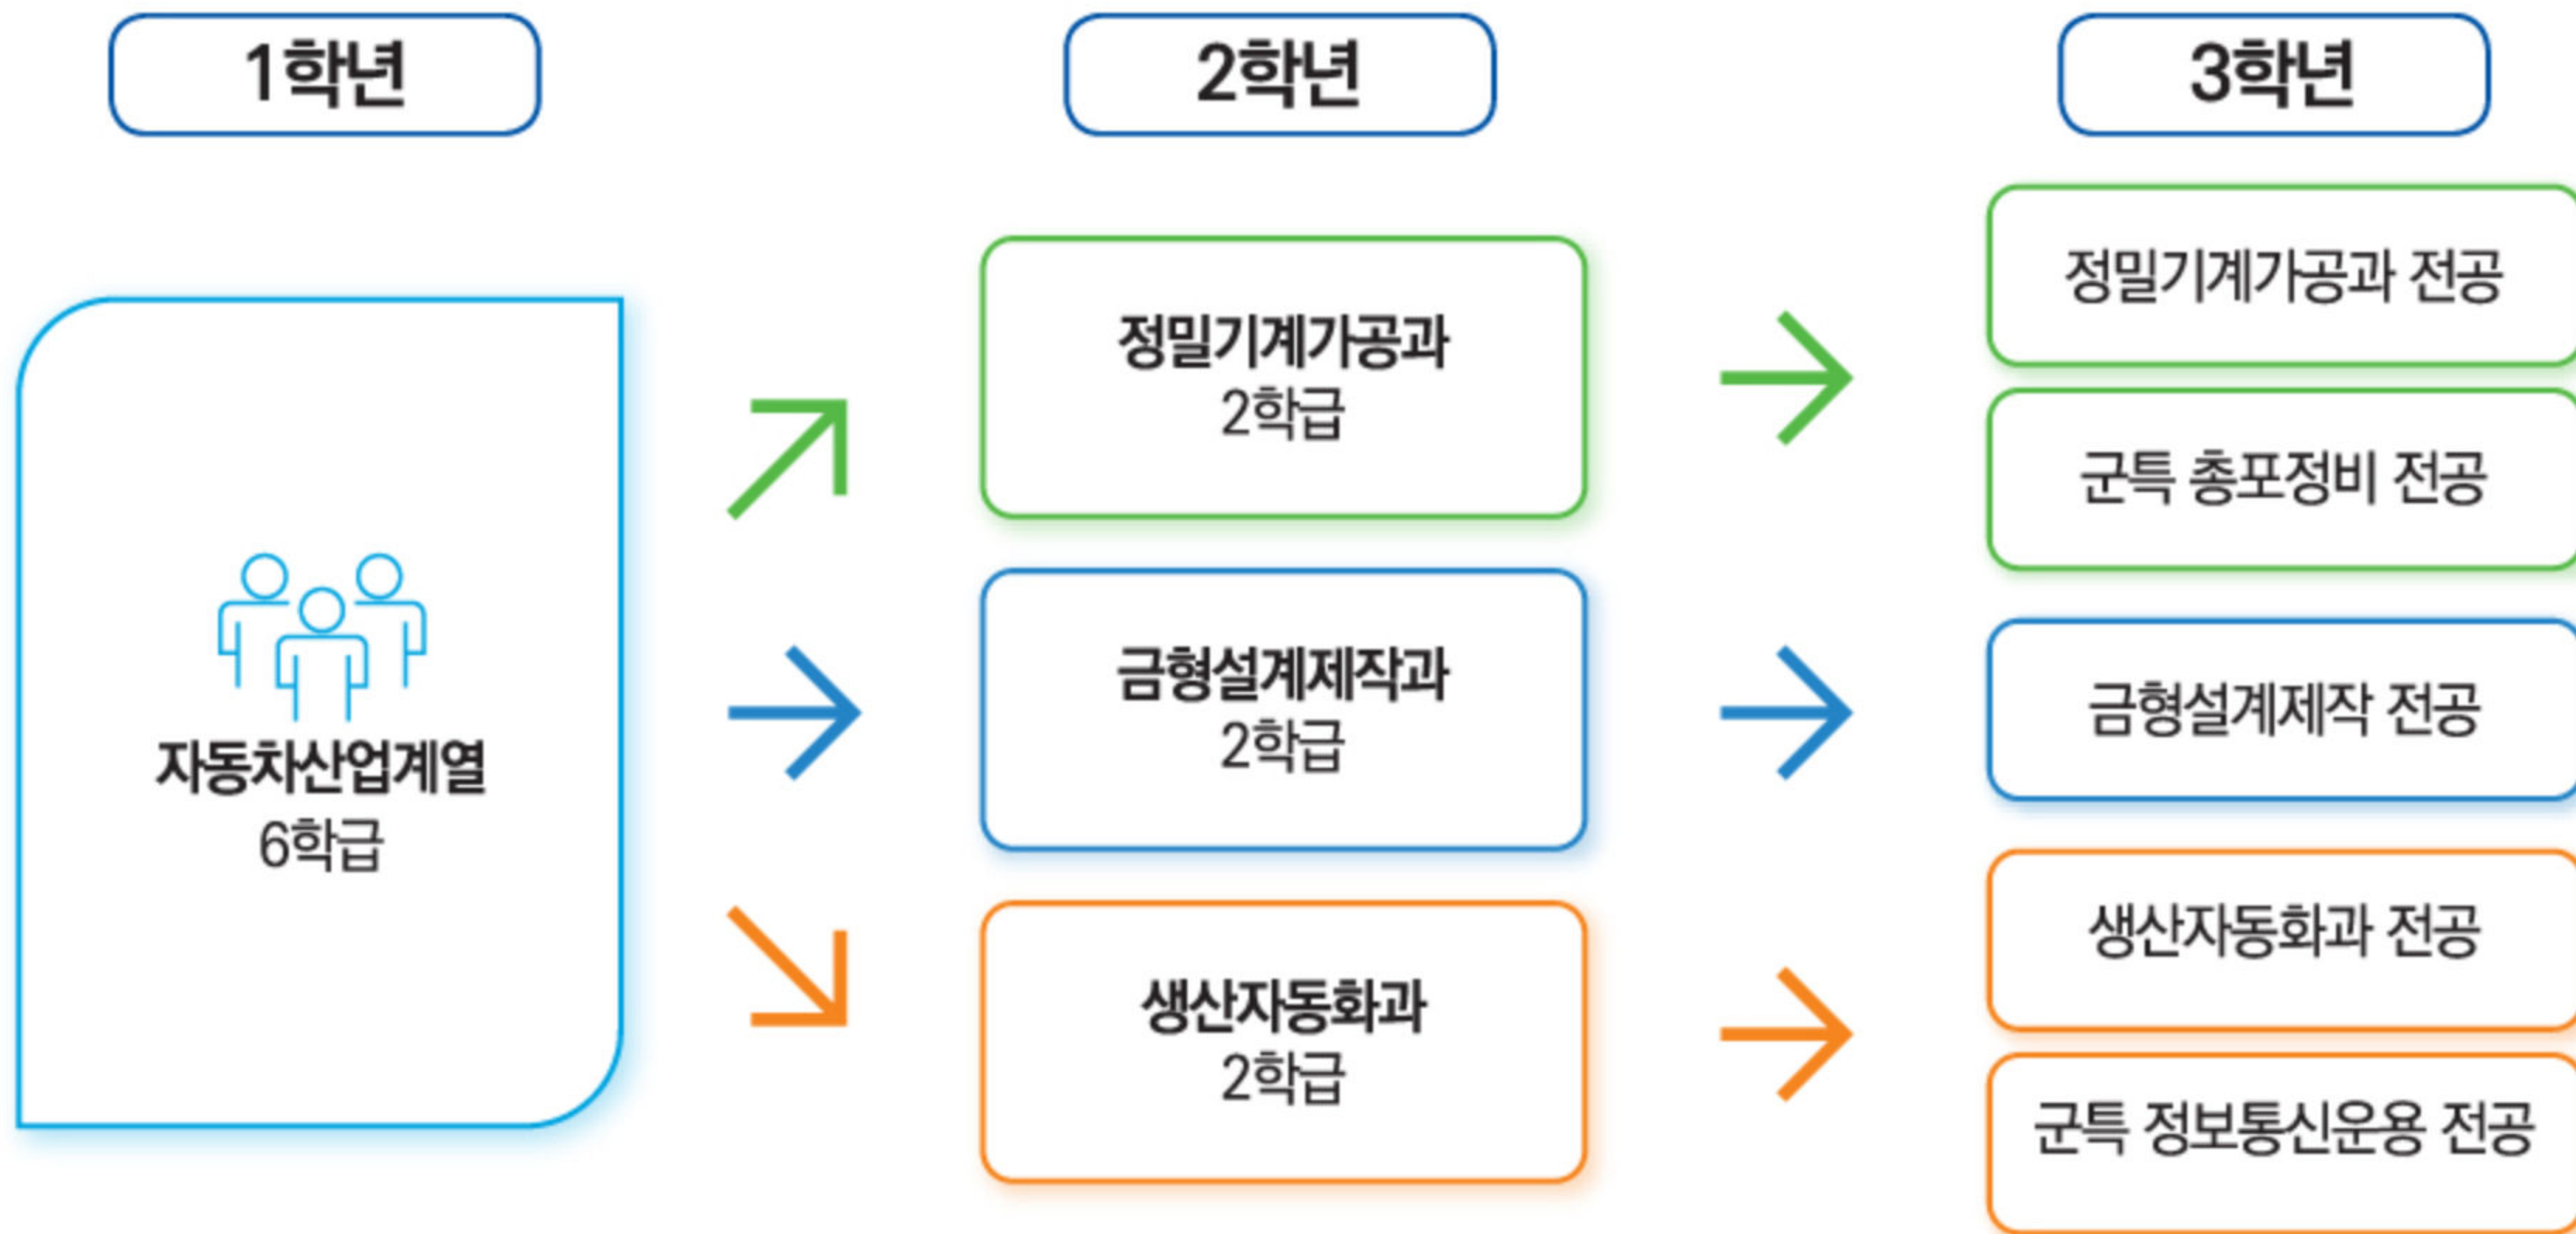 1학년
2학년
3학년
자동차산업계열
6학급
정밀기계가공과
2학급
금형설계제작과
2학급
생산자동화과
2학급
정밀기계가공과 전공
군특 총포정비 전공
금형설계제작 전공
생산자동화과 전공
군특 정보통신운용 전공